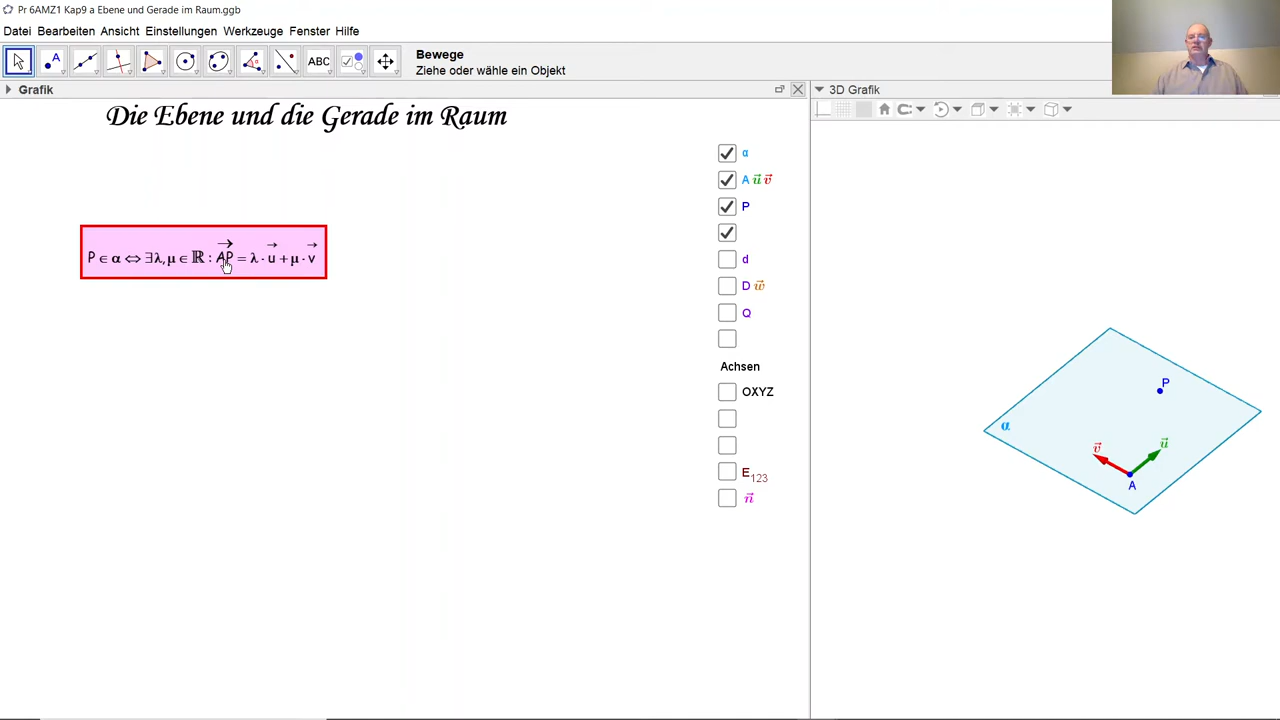 Pr 6AMZ1 Kap9 a Ebene und Gerade im Raum.ggb
Datei Bearbeiten Ansicht Einstellungen Werkzeuge Fenster Hilfe
A
ABC
Bewege
Ziehe oder wähle ein Objekt
Grafik
3D Grafik
Die Ebene und die Gerade im Raum
α
A u⃗ v⃗
P
P ∈ α ⇔ ∃λ,μ ∈ ℝ : AP⃗ = λ · u⃗ + μ · v⃗
d
D w⃗
Q
Achsen
OXYZ
E₁₂₃
n⃗
P
α
v⃗
u⃗
A